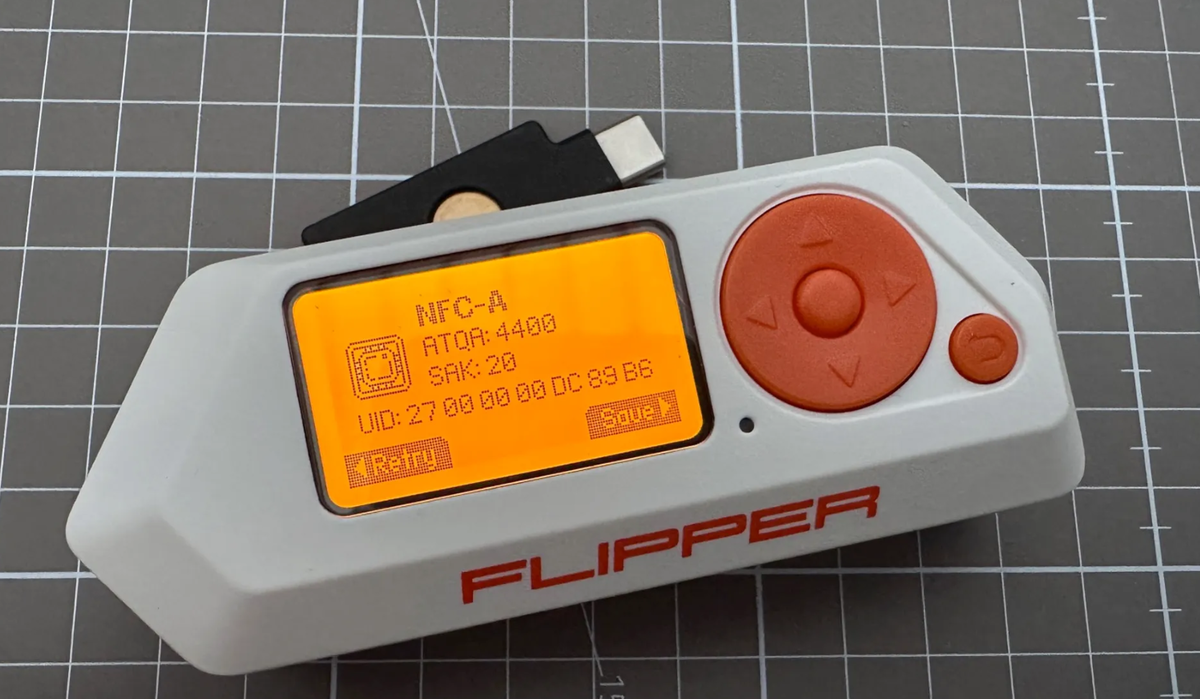 NFC-A
ATQA: 4400
SAK: 20
UID: 27 00 00 00 DC 89 B6
Save
Retry
FLIPPER